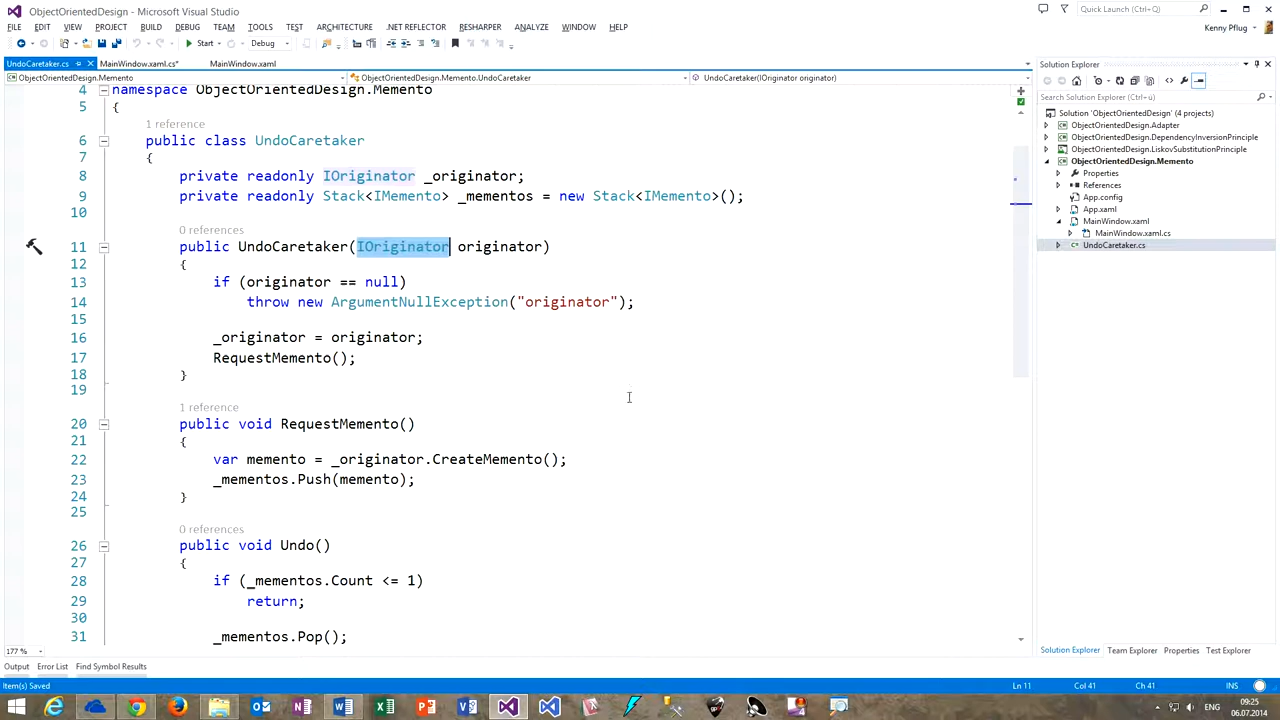 ObjectOrientedDesign - Microsoft Visual Studio
Quick Launch (Ctrl+Q)
FILE EDIT VIEW PROJECT BUILD DEBUG TEAM TOOLS TEST ARCHITECTURE .NET REFLECTOR RESHARPER ANALYZE WINDOW HELP
Kenny Pflug
Start Debug
UndoCaretaker.cs MainWindow.xaml.cs* MainWindow.xaml
ObjectOrientedDesign.Memento ObjectOrientedDesign.Memento.UndoCaretaker UndoCaretaker(IOriginator originator)
4 namespace ObjectOrientedDesign.Memento
5 {
1 reference
6 public class UndoCaretaker
7 {
8 private readonly IOriginator _originator;
9 private readonly Stack<IMemento> _mementos = new Stack<IMemento>();
10
0 references
11 public UndoCaretaker(IOriginator originator)
12 {
13 if (originator == null)
14 throw new ArgumentNullException("originator");
15
16 _originator = originator;
17 RequestMemento();
18 }
19
1 reference
20 public void RequestMemento()
21 {
22 var memento = _originator.CreateMemento();
23 _mementos.Push(memento);
24 }
25
0 references
26 public void Undo()
27 {
28 if (_mementos.Count <= 1)
29 return;
30
31 _mementos.Pop();
177 %
Solution Explorer
Search Solution Explorer (Ctrl+ü)
Solution 'ObjectOrientedDesign' (4 projects)
ObjectOrientedDesign.Adapter
ObjectOrientedDesign.DependencyInversionPrinciple
ObjectOrientedDesign.LiskovSubstitutionPrinciple
ObjectOrientedDesign.Memento
Properties
References
App.config
App.xaml
MainWindow.xaml
MainWindow.xaml.cs
UndoCaretaker.cs
Solution Explorer Team Explorer Properties Test Explorer
Output Error List Find Symbol Results
Item(s) Saved Ln 11 Col 41 Ch 41 INS
ENG 09:25
06.07.2014